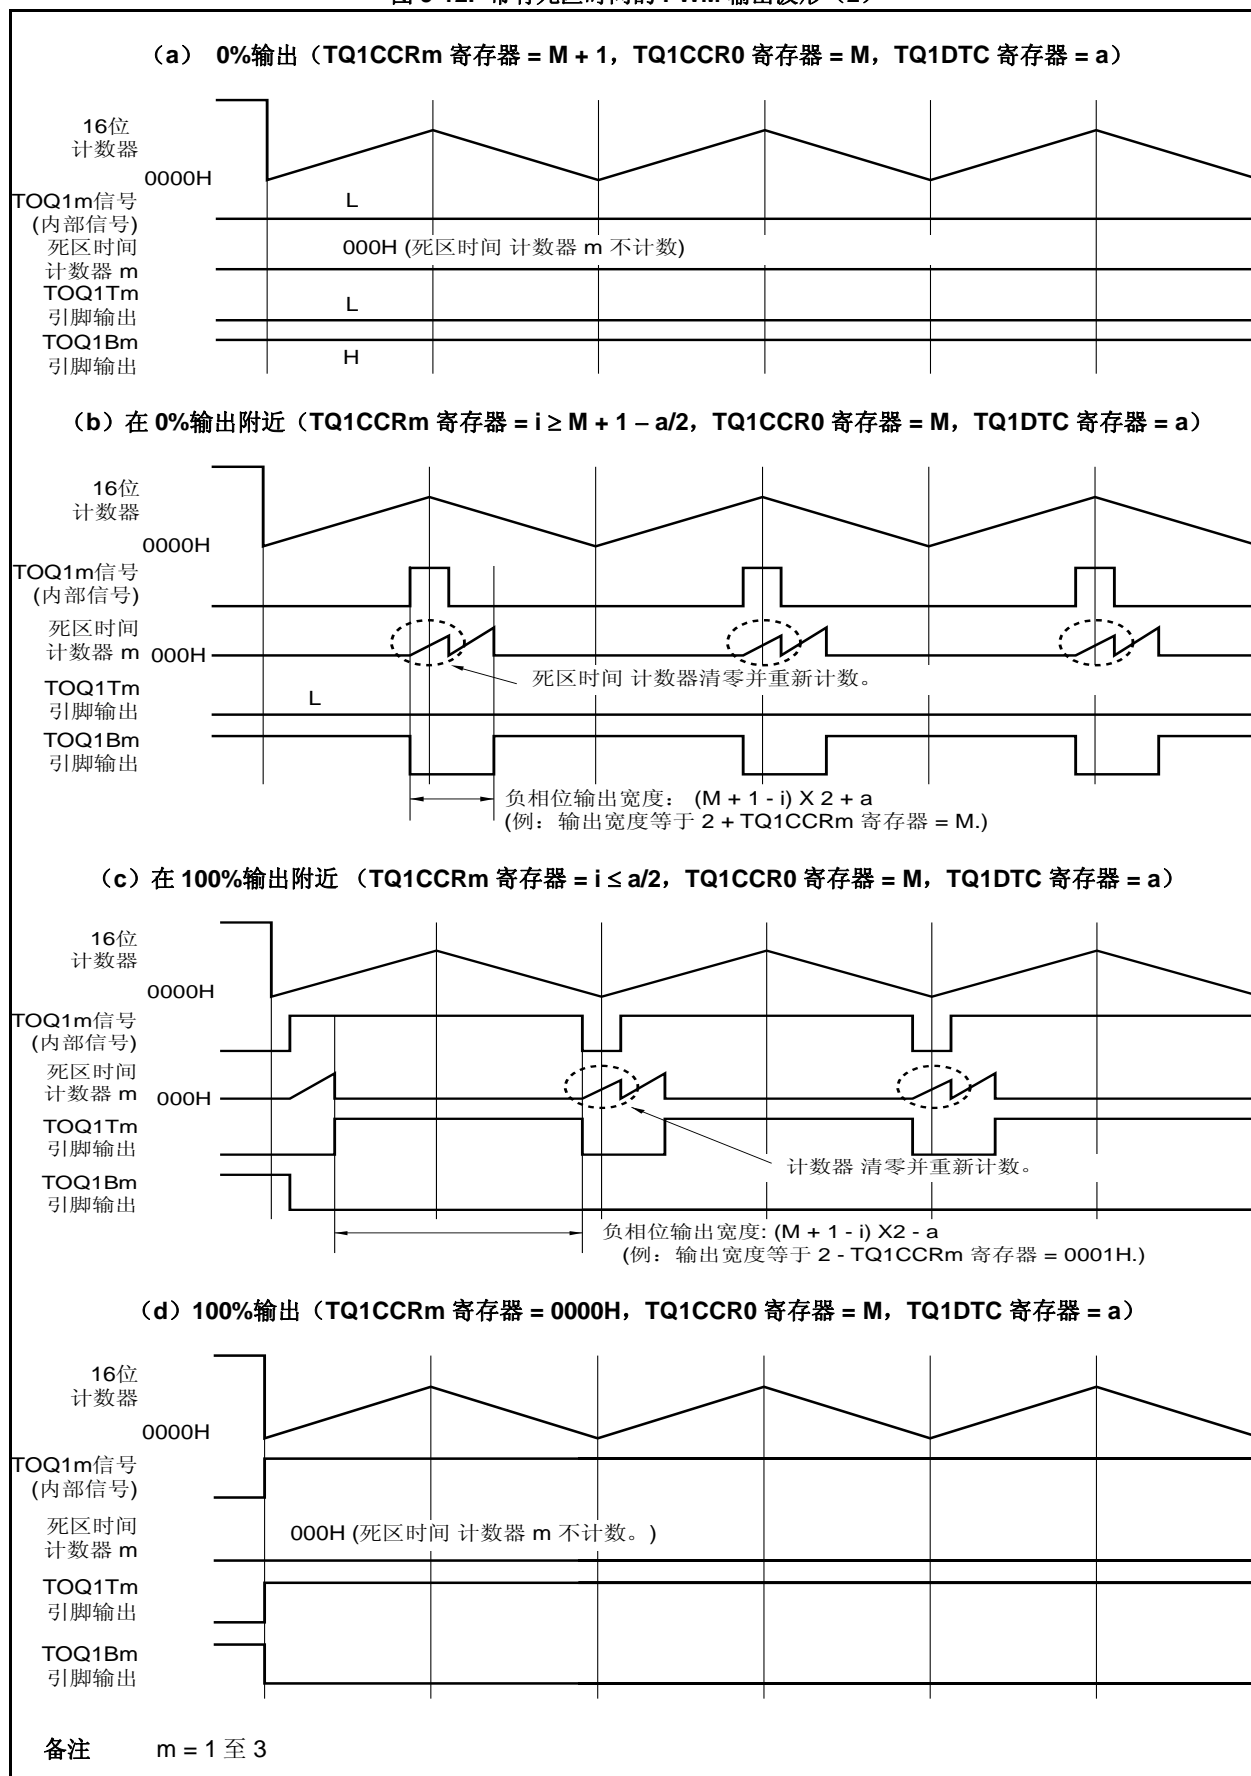 图 9-12. 带有死区时间的 PWM 输出波形（2）
（a） 0%输出（TQ1CCRm 寄存器 = M + 1，TQ1CCR0 寄存器 = M，TQ1DTC 寄存器 = a）
16位
计数器
0000H
TOQ1m信号
(内部信号)
L
死区时间
计数器 m
000H (死区时间 计数器 m 不计数)
TOQ1Tm
引脚输出
L
TOQ1Bm
引脚输出
H
（b）在 0%输出附近（TQ1CCRm 寄存器 = i ≥ M + 1 – a/2，TQ1CCR0 寄存器 = M，TQ1DTC 寄存器 = a）
16位
计数器
0000H
TOQ1m信号
(内部信号)
死区时间
计数器 m 000H
死区时间 计数器清零并重新计数。
TOQ1Tm
引脚输出
L
TOQ1Bm
引脚输出
负相位输出宽度： (M + 1 - i) X 2 + a
(例：输出宽度等于 2 + TQ1CCRm 寄存器 = M.)
（c）在 100%输出附近 （TQ1CCRm 寄存器 = i ≤ a/2，TQ1CCR0 寄存器 = M，TQ1DTC 寄存器 = a）
16位
计数器
0000H
TOQ1m信号
(内部信号)
死区时间
计数器 m 000H
TOQ1Tm
引脚输出
计数器 清零并重新计数。
TOQ1Bm
引脚输出
负相位输出宽度: (M + 1 - i) X2 - a
(例：输出宽度等于 2 - TQ1CCRm 寄存器 = 0001H.)
（d）100%输出（TQ1CCRm 寄存器 = 0000H，TQ1CCR0 寄存器 = M，TQ1DTC 寄存器 = a）
16位
计数器
0000H
TOQ1m信号
(内部信号)
死区时间
计数器 m
000H (死区时间 计数器 m 不计数。)
TOQ1Tm
引脚输出
TOQ1Bm
引脚输出
备注 m = 1 至 3